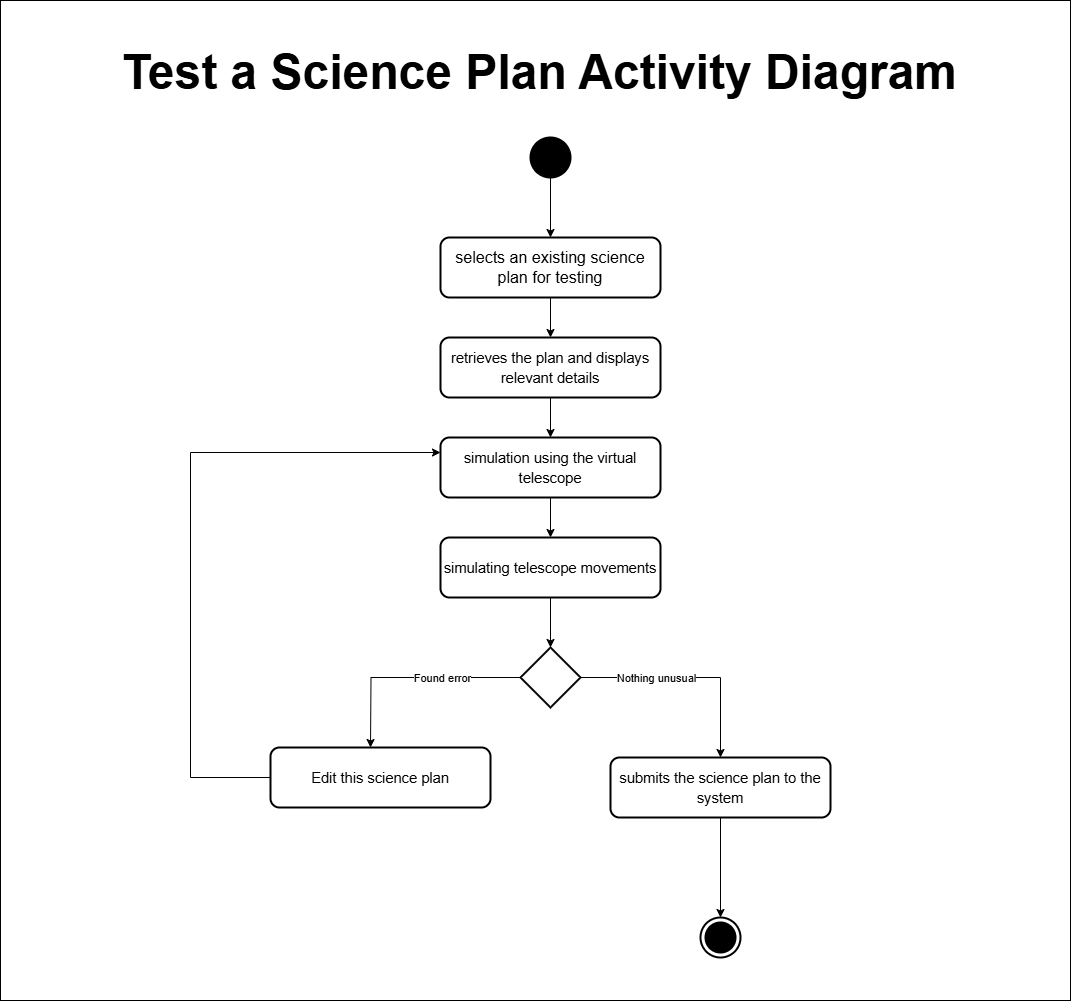 Test a Science Plan Activity Diagram
selects an existing science
plan for testing
retrieves the plan and displays
relevant details
simulation using the virtual
telescope
simulating telescope movements
Found error
Nothing unusual
Edit this science plan
submits the science plan to the
system